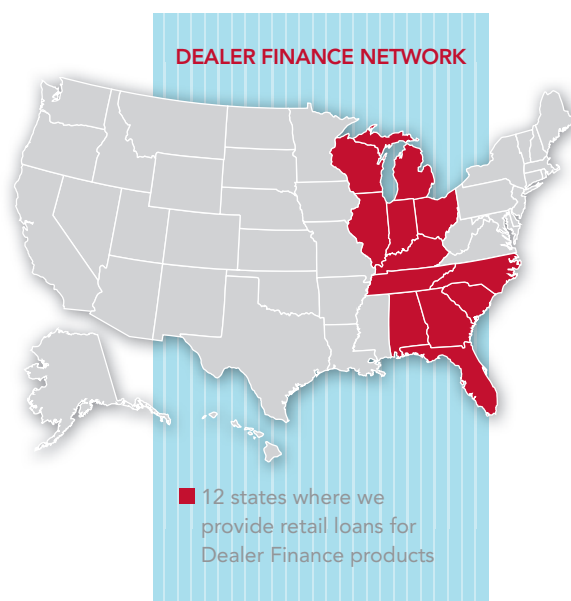 DEALER FINANCE NETWORK
12 states where we
provide retail loans for
Dealer Finance products